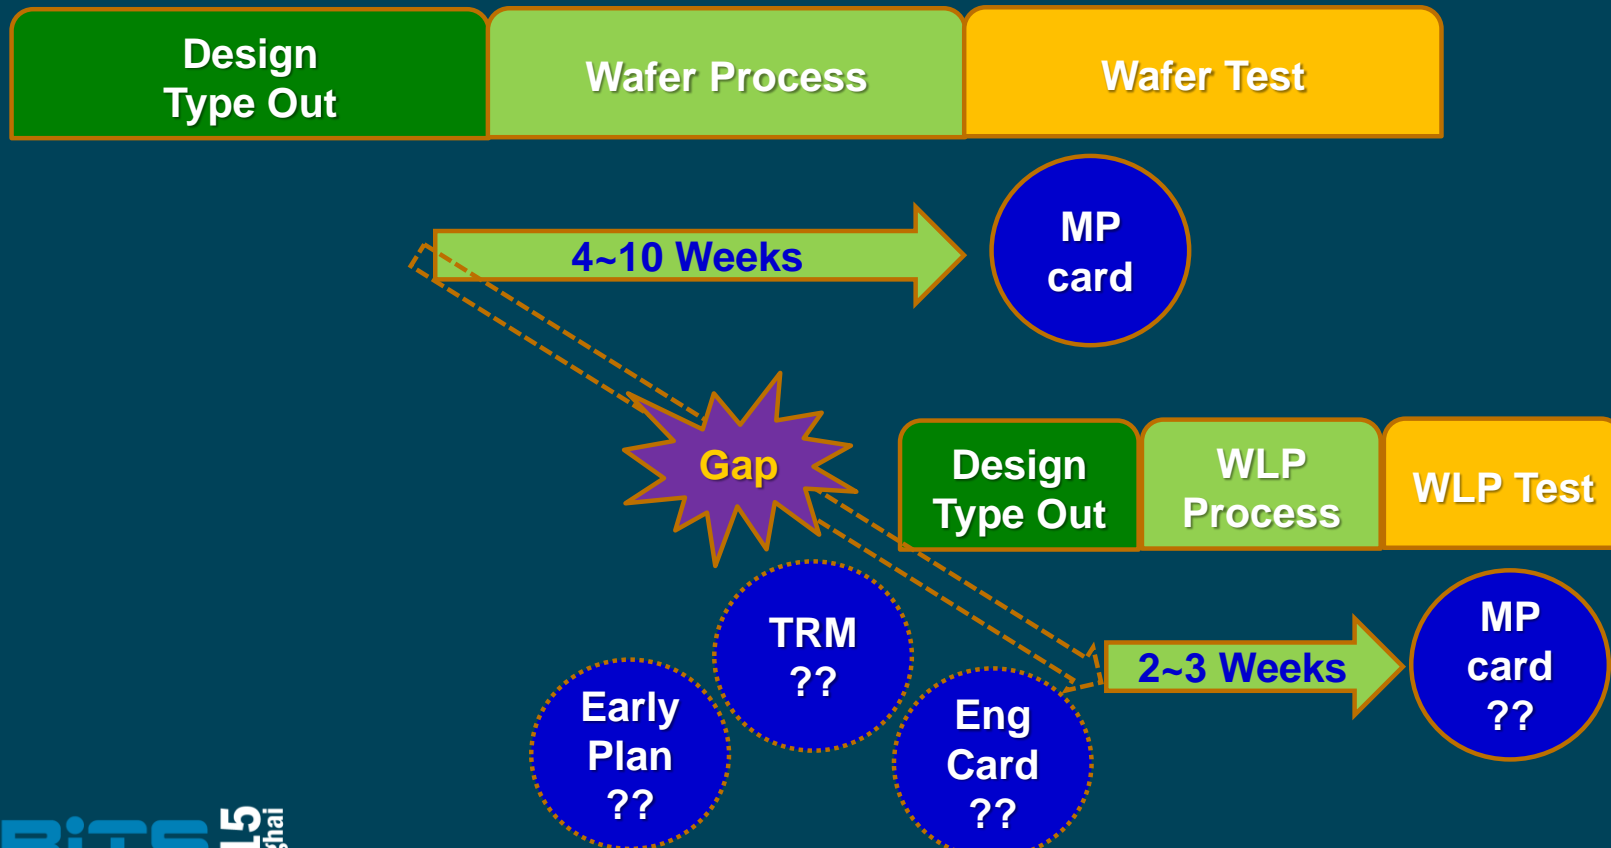 Design
Type Out
Wafer Process
Wafer Test
4~10 Weeks
MP
card
Gap
Design
Type Out
WLP
Process
WLP Test
TRM
??
Early
Plan
??
Eng
Card
??
2~3 Weeks
MP
card
??
BiTS